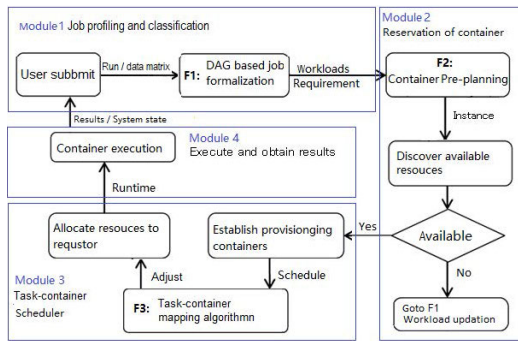 Module1 Job profiling and classification
Module 2
Reservation of container
User subbmit
Run / data matrix
F1: DAG based job
formalization
Workloads
Requirement
F2:
Container Pre-planning
Instance
Results / System state
Module 4
Execute and obtain results
Container execution
Discover available
resouces
Runtime
Allocate resouces to
requstor
Establish provisionging
containers
Yes
Available
Module 3
Task-container
Scheduler
Adjust
Schedule
No
F3: Task-container
mapping algorithmn
Goto F1
Workload updation